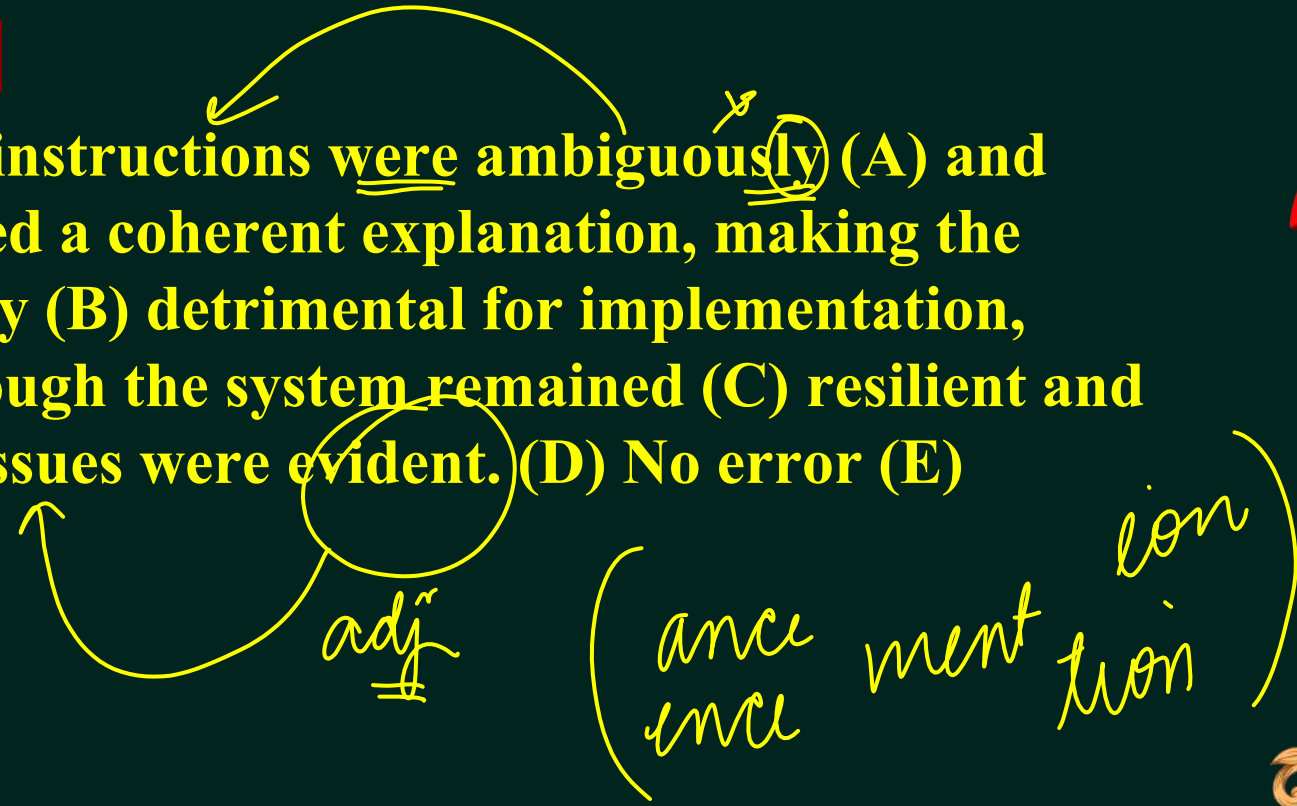 instructions were ambiguously (A) and
ed a coherent explanation, making the
y (B) detrimental for implementation,
ough the system remained (C) resilient and
ssues were evident. (D) No error (E)
adj
ance ment ion
ence tion